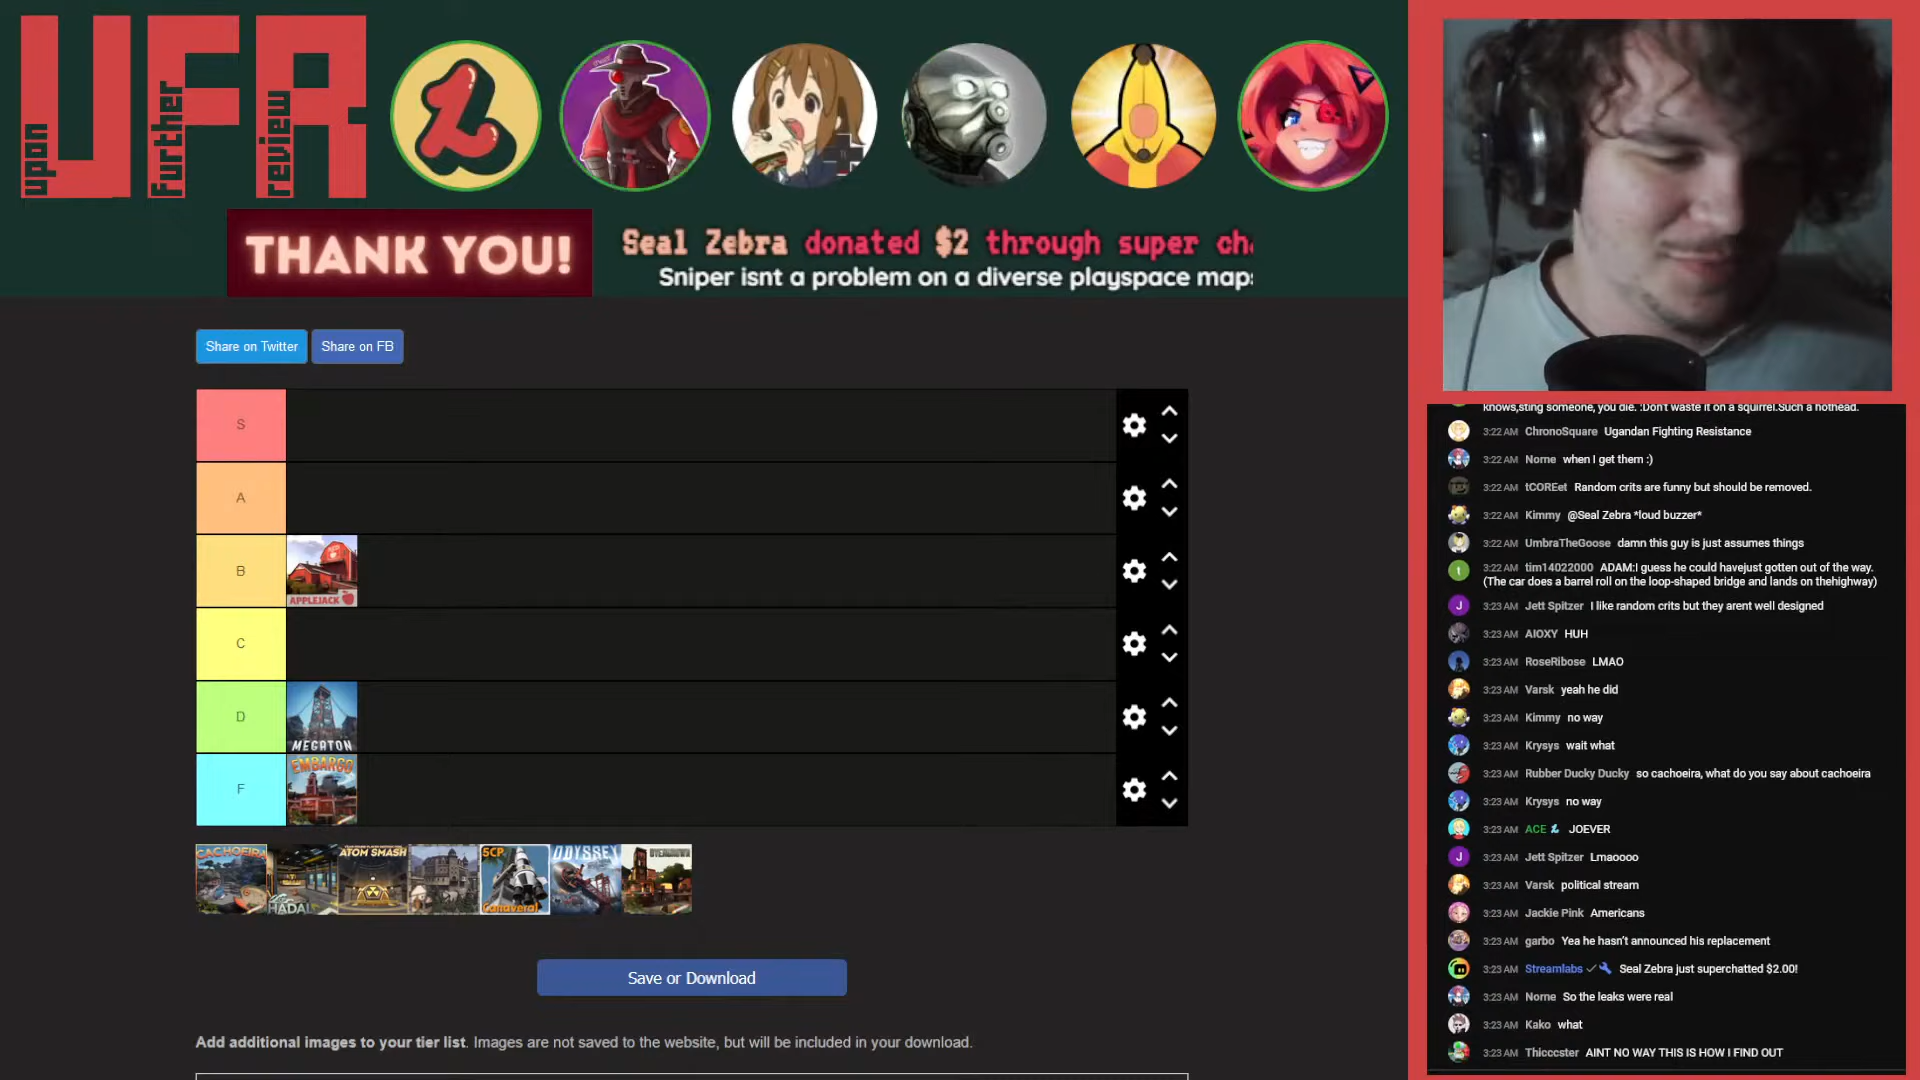 upon
further
review
UFR
THANK YOU!
Seal Zebra donated $2 through super cha
Sniper isnt a problem on a diverse playspace maps
Share on Twitter
Share on FB
S
A
B
APPLEJACK
C
D
MEGATON
F
EMBARGO
CACHOEIRA
HADAL
ATOM SMASH
SCP
Canaveral
ODYSSEY
OVERGROWN
Save or Download
Add additional images to your tier list. Images are not saved to the website, but will be included in your download.
knows,sting someone, you die. :Don't waste it on a squirrel.Such a hothead.
3:22 AM ChronoSquare Ugandan Fighting Resistance
3:22 AM Norne when I get them :)
3:22 AM tCOREet Random crits are funny but should be removed.
3:22 AM Kimmy @Seal Zebra *loud buzzer*
3:22 AM UmbraTheGoose damn this guy is just assumes things
3:22 AM tim14022000 ADAM:I guess he could havejust gotten out of the way.
(The car does a barrel roll on the loop-shaped bridge and lands on thehighway)
3:23 AM Jett Spitzer I like random crits but they arent well designed
3:23 AM AIOXY HUH
3:23 AM RoseRibose LMAO
3:23 AM Varsk yeah he did
3:23 AM Kimmy no way
3:23 AM Krysys wait what
3:23 AM Rubber Ducky Ducky so cachoeira, what do you say about cachoeira
3:23 AM Krysys no way
3:23 AM ACE JOEVER
3:23 AM Jett Spitzer Lmaoooo
3:23 AM Varsk political stream
3:23 AM Jackie Pink Americans
3:23 AM garbo Yea he hasn't announced his replacement
3:23 AM Streamlabs Seal Zebra just superchatted $2.00!
3:23 AM Norne So the leaks were real
3:23 AM Kako what
3:23 AM Thicccster AINT NO WAY THIS IS HOW I FIND OUT